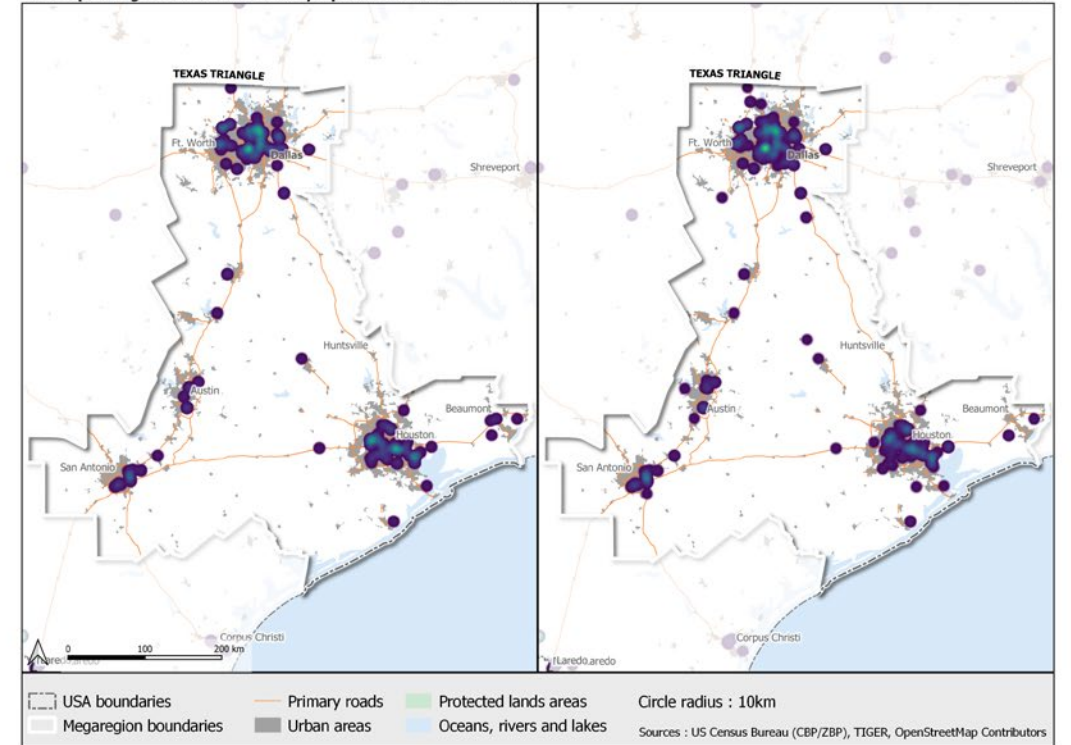 TEXAS TRIANGLE
Ft. Worth
Dallas
Shreveport
Huntsville
Austin
Beaumont
Houston
San Antonio
Corpus Christi
0 100 200 km
Laredo
TEXAS TRIANGLE
Ft. Worth
Dallas
Shreveport
Huntsville
Austin
Beaumont
Houston
San Antonio
Corpus Christi
Laredo
USA boundaries
Megaregion boundaries
Primary roads
Urban areas
Protected lands areas
Oceans, rivers and lakes
Circle radius : 10km
Sources : US Census Bureau (CBP/ZBP), TIGER, OpenStreetMap Contributors